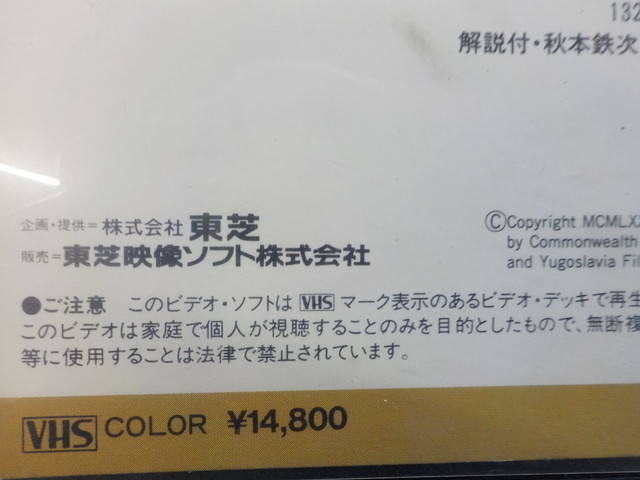 132
解説付・秋本鉄次
企画・提供=株式会社 東芝
販売=東芝映像ソフト株式会社
©Copyright MCMLXX
by Commonwealth
and Yugoslavia Fil
●ご注意 このビデオ・ソフトは VHS マーク表示のあるビデオ・デッキで再生
このビデオは家庭で個人が視聴することのみを目的としたもので、無断複
等に使用することは法律で禁止されています。
VHS COLOR ¥14,800